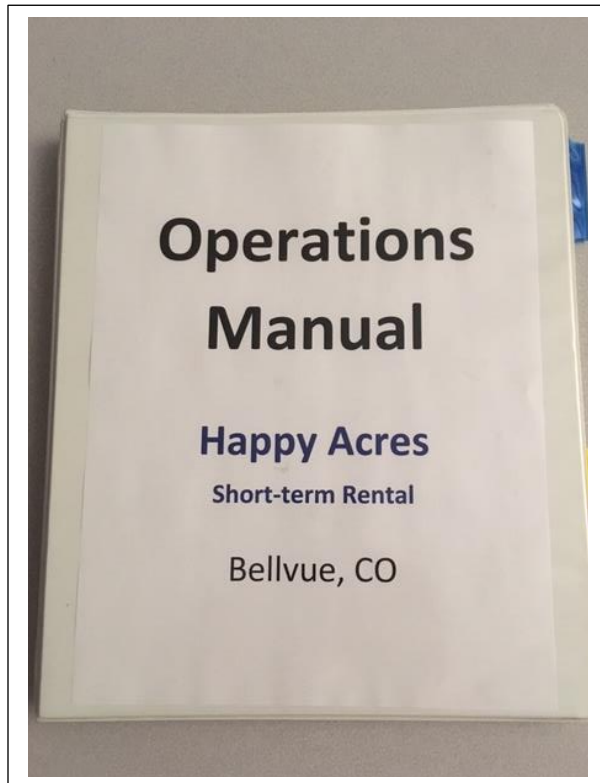 Operations
Manual
Happy Acres
Short-term Rental
Bellvue, CO